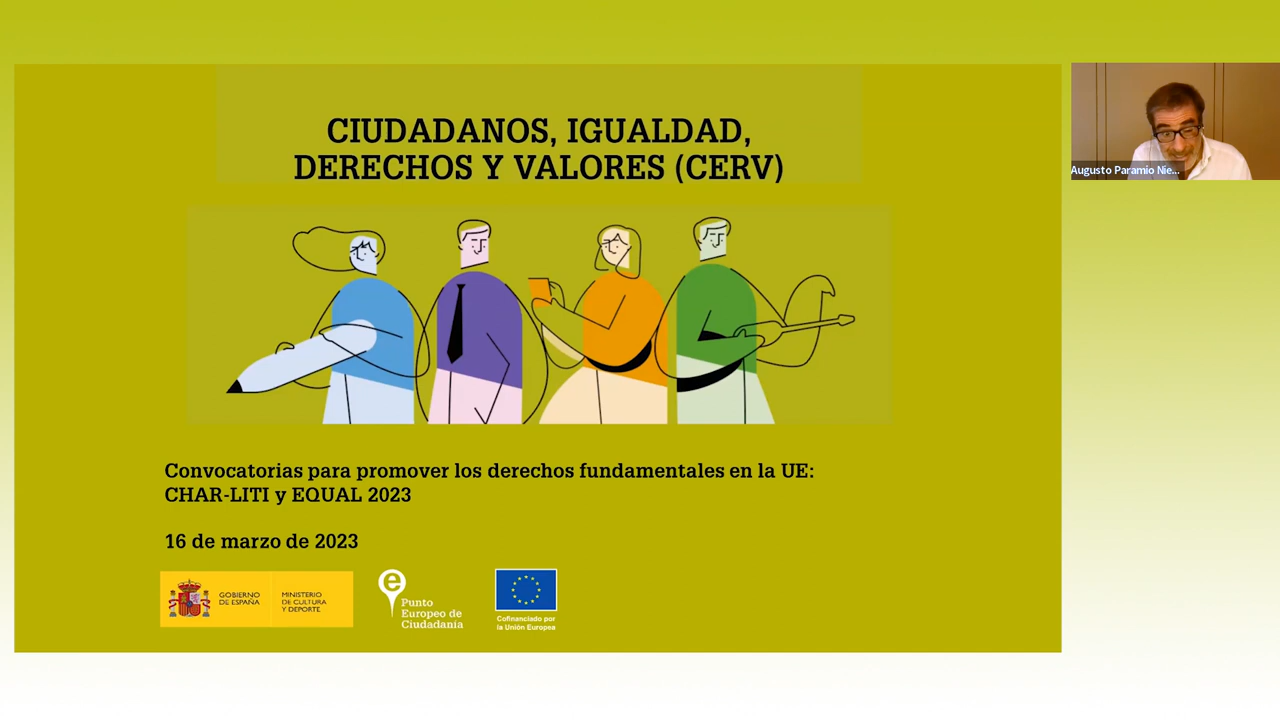 CIUDADANOS, IGUALDAD,
DERECHOS Y VALORES (CERV)
Augusto Paramio Nie...
Convocatorias para promover los derechos fundamentales en la UE:
CHAR-LITI y EQUAL 2023
16 de marzo de 2023
GOBIERNO
DE ESPAÑA
MINISTERIO
DE CULTURA
Y DEPORTE
e
Punto
Europeo de
Ciudadanía
Cofinanciado por
la Unión Europea